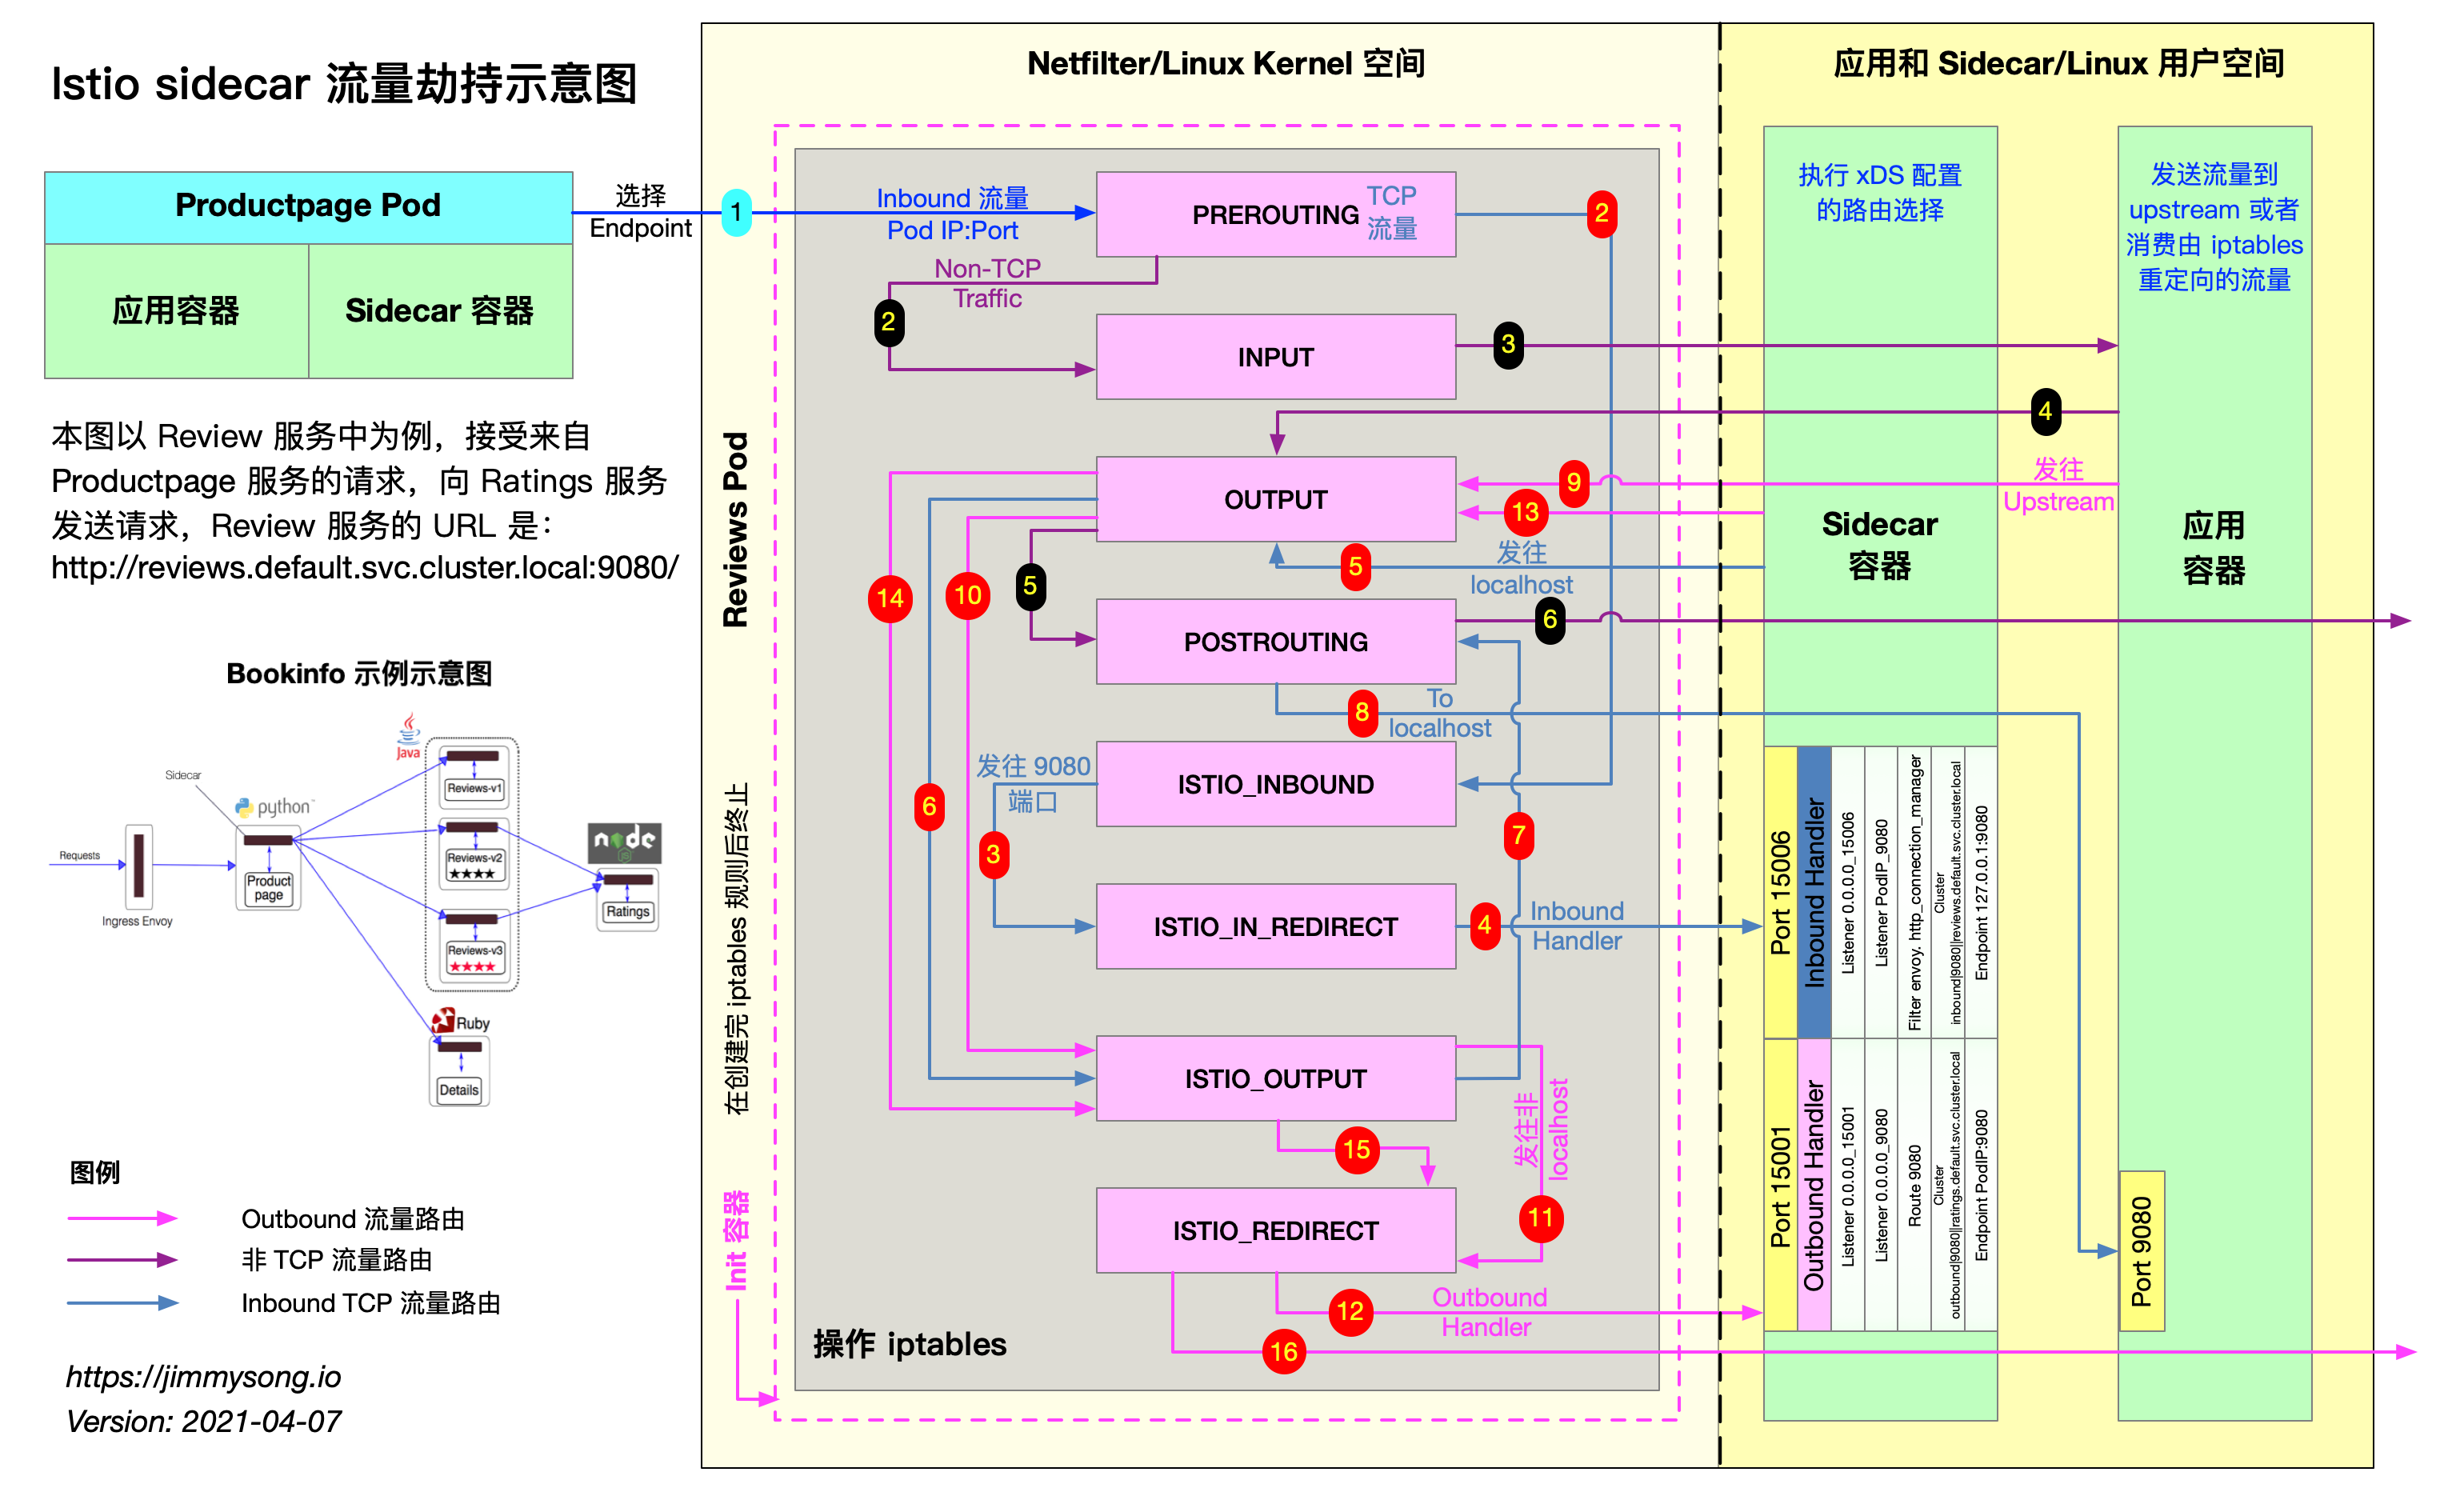 Istio sidecar 流量劫持示意图
Productpage Pod
应用容器
Sidecar 容器
选择
Endpoint
本图以 Review 服务中为例，接受来自
Productpage 服务的请求，向 Ratings 服务
发送请求，Review 服务的 URL 是：
http://reviews.default.svc.cluster.local:9080/
Bookinfo 示例示意图
Java
Reviews-v1
Sidecar
python™
Requests
Ingress Envoy
Product
page
Reviews-v2
★★★★
Reviews-v3
★★★★
node
JS
Ratings
Ruby
Details
图例
Outbound 流量路由
非 TCP 流量路由
Inbound TCP 流量路由
https://jimmysong.io
Version: 2021-04-07
Netfilter/Linux Kernel 空间
Reviews Pod
在创建完 iptables 规则后终止
Init 容器
1
Inbound 流量
Pod IP:Port
PREROUTING
TCP
流量
2
Non-TCP
Traffic
2
INPUT
3
4
OUTPUT
9
13
发往
Upstream
5
发往
localhost
14
10
5
POSTROUTING
6
8
To
localhost
发往 9080
端口
ISTIO_INBOUND
6
3
7
ISTIO_IN_REDIRECT
4
Inbound
Handler
ISTIO_OUTPUT
15
发往非
localhost
11
ISTIO_REDIRECT
12
Outbound
Handler
16
操作 iptables
应用和 Sidecar/Linux 用户空间
执行 xDS 配置
的路由选择
Sidecar
容器
Port 15006
Inbound Handler
Listener 0.0.0.0_15006
Listener PodIP_9080
Filter envoy. http_connection_manager
Cluster
inbound|9080||reviews.default.svc.cluster.local
Endpoint 127.0.0.1:9080
Port 15001
Outbound Handler
Listener 0.0.0.0_15001
Listener 0.0.0.0_9080
Route 9080
Cluster
outbound|9080||ratings.default.svc.cluster.local
Endpoint PodIP:9080
发送流量到
upstream 或者
消费由 iptables
重定向的流量
应用
容器
Port 9080